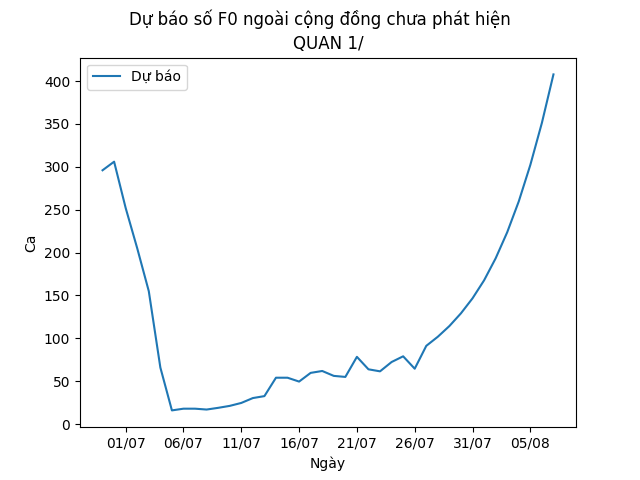 Dự báo số F0 ngoài cộng đồng chưa phát hiện
QUAN 1/
Dự báo
Ca
400
350
300
250
200
150
100
50
0
01/07 06/07 11/07 16/07 21/07 26/07 31/07 05/08
Ngày